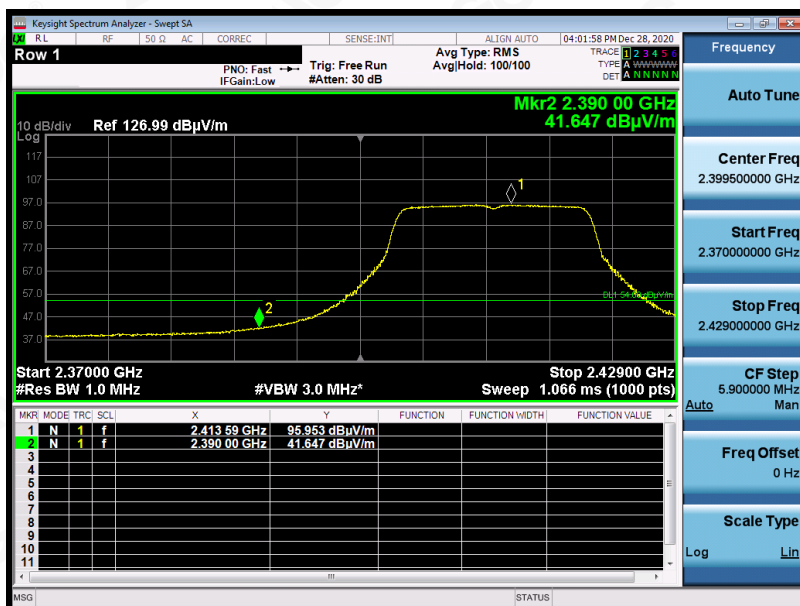 Keysight Spectrum Analyzer - Swept SA
LXI RL RF 50 Ω AC CORREC SENSE:INT ALIGN AUTO 04:01:58 PM Dec 28, 2020
Row 1
PNO: Fast
IFGain:Low
Trig: Free Run
#Atten: 30 dB
Avg Type: RMS
Avg|Hold: 100/100
TRACE 1 2 3 4 5 6
TYPE A WWWWW
DET A N N N N N
Mkr2 2.390 00 GHz
41.647 dBµV/m
10 dB/div Ref 126.99 dBµV/m
Log
117
107
97.0
87.0
77.0
67.0
57.0
47.0
37.0
1
2
Start 2.37000 GHz Stop 2.42900 GHz
#Res BW 1.0 MHz #VBW 3.0 MHz* Sweep 1.066 ms (1000 pts)
MKR MODE TRC SCL X Y FUNCTION FUNCTION WIDTH FUNCTION VALUE
1 N 1 f 2.413 59 GHz 95.953 dBµV/m
2 N 1 f 2.390 00 GHz 41.647 dBµV/m
3
4
5
6
7
8
9
10
11
MSG STATUS
Frequency
Auto Tune
Center Freq
2.399500000 GHz
Start Freq
2.370000000 GHz
Stop Freq
2.429000000 GHz
CF Step
5.900000 MHz
Auto Man
Freq Offset
0 Hz
Scale Type
Log Lin